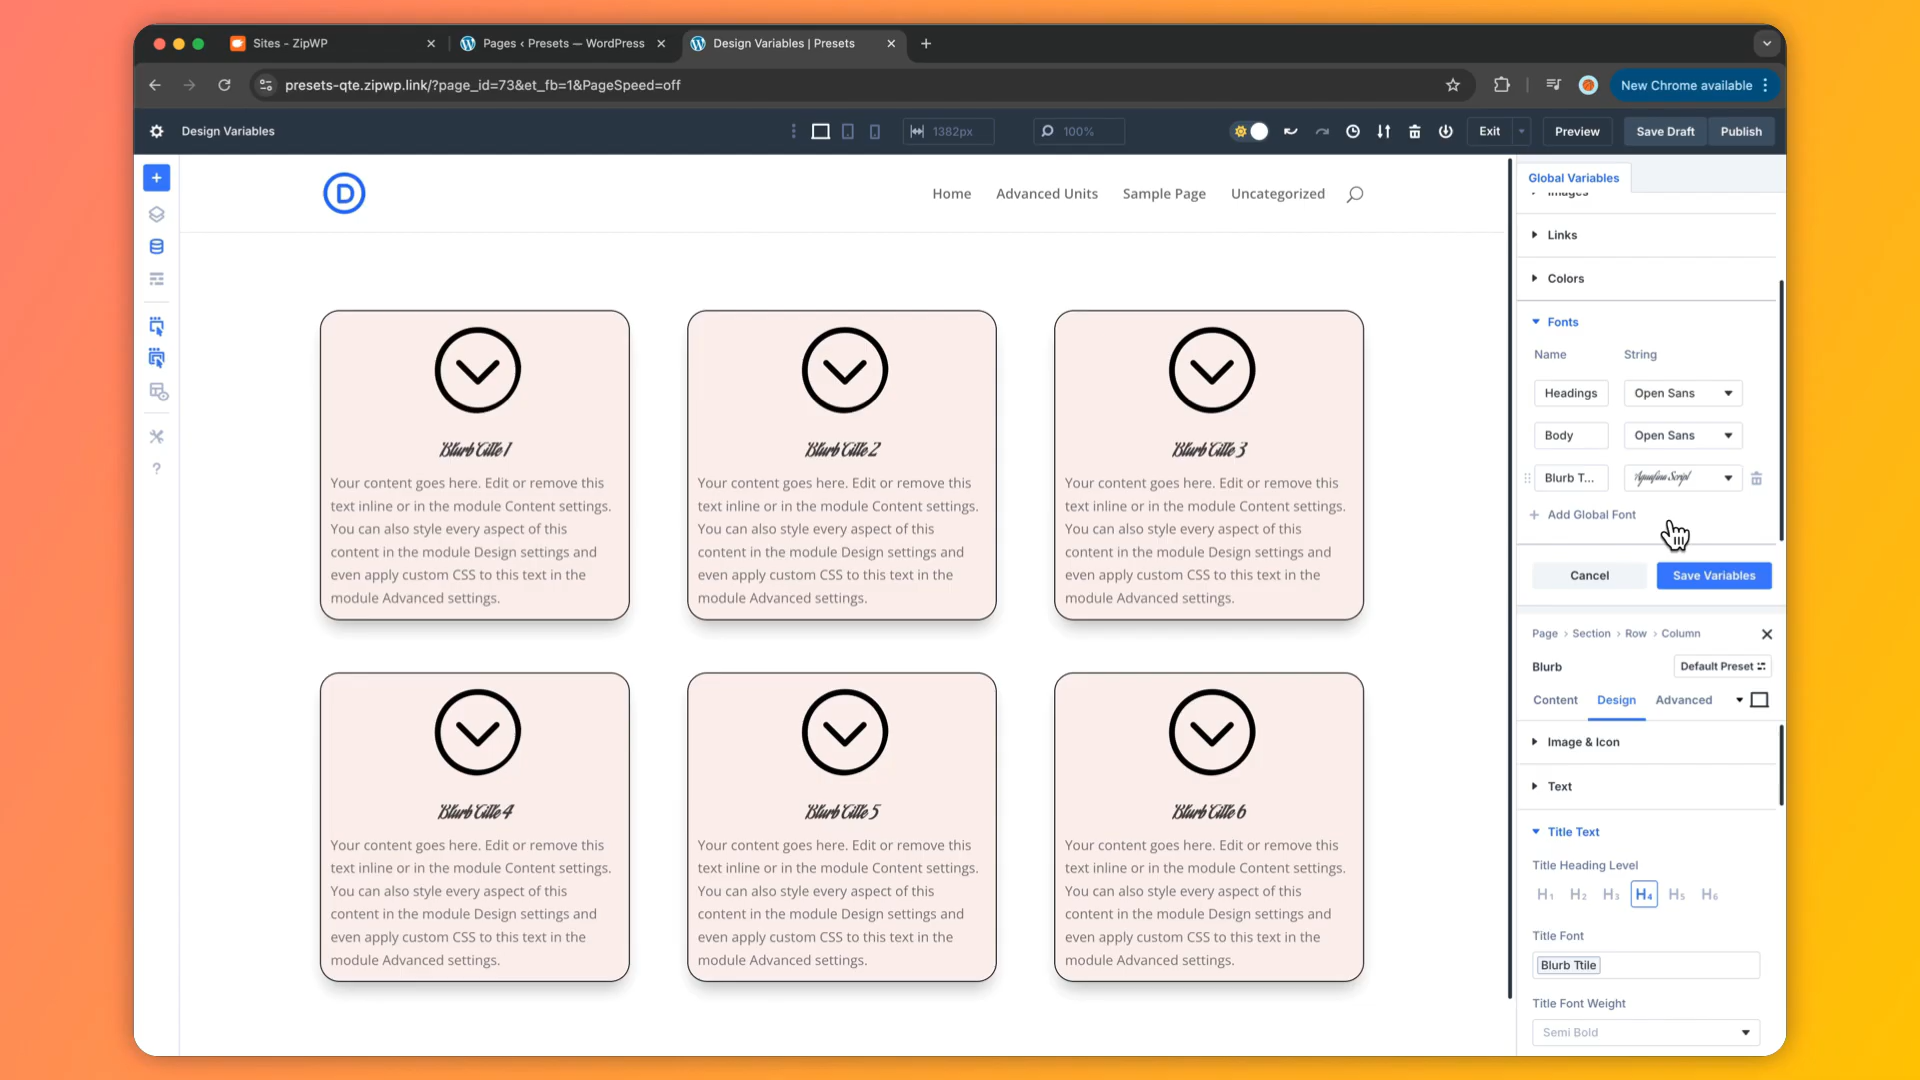 Sites - ZipWP
Pages ‹ Presets — WordPress
Design Variables | Presets
presets-qte.zipwp.link/?page_id=73&et_fb=1&PageSpeed=off
New Chrome available
Design Variables
1382px
100%
Exit
Preview
Save Draft
Publish
D
Home
Advanced Units
Sample Page
Uncategorized
Blurb Title 1
Your content goes here. Edit or remove this
text inline or in the module Content settings.
You can also style every aspect of this
content in the module Design settings and
even apply custom CSS to this text in the
module Advanced settings.
Blurb Title 2
Your content goes here. Edit or remove this
text inline or in the module Content settings.
You can also style every aspect of this
content in the module Design settings and
even apply custom CSS to this text in the
module Advanced settings.
Blurb Title 3
Your content goes here. Edit or remove this
text inline or in the module Content settings.
You can also style every aspect of this
content in the module Design settings and
even apply custom CSS to this text in the
module Advanced settings.
Blurb Title 4
Your content goes here. Edit or remove this
text inline or in the module Content settings.
You can also style every aspect of this
content in the module Design settings and
even apply custom CSS to this text in the
module Advanced settings.
Blurb Title 5
Your content goes here. Edit or remove this
text inline or in the module Content settings.
You can also style every aspect of this
content in the module Design settings and
even apply custom CSS to this text in the
module Advanced settings.
Blurb Title 6
Your content goes here. Edit or remove this
text inline or in the module Content settings.
You can also style every aspect of this
content in the module Design settings and
even apply custom CSS to this text in the
module Advanced settings.
Global Variables
Images
Links
Colors
Fonts
Name
String
Headings
Open Sans
Body
Open Sans
Blurb T...
Aguafina Script
+ Add Global Font
Cancel
Save Variables
Page › Section › Row › Column
Blurb
Default Preset
Content
Design
Advanced
Image & Icon
Text
Title Text
Title Heading Level
H1 H2 H3 H4 H5 H6
Title Font
Blurb Ttile
Title Font Weight
Semi Bold